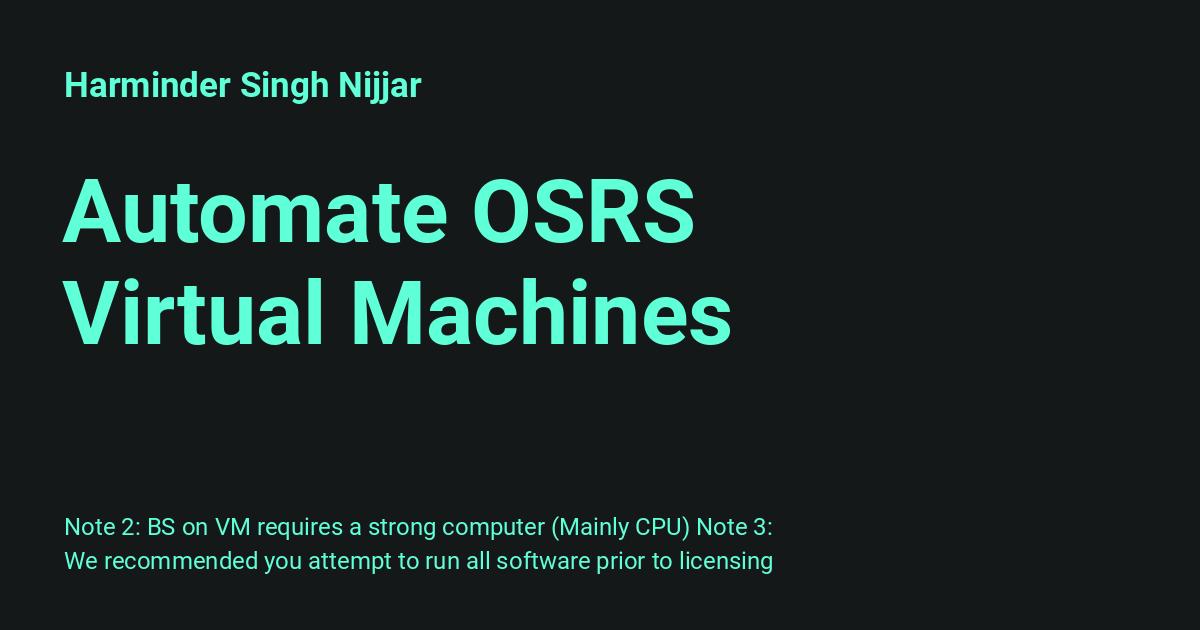 Harminder Singh Nijjar
Automate OSRS
Virtual Machines
Note 2: BS on VM requires a strong computer (Mainly CPU) Note 3:
We recommended you attempt to run all software prior to licensing